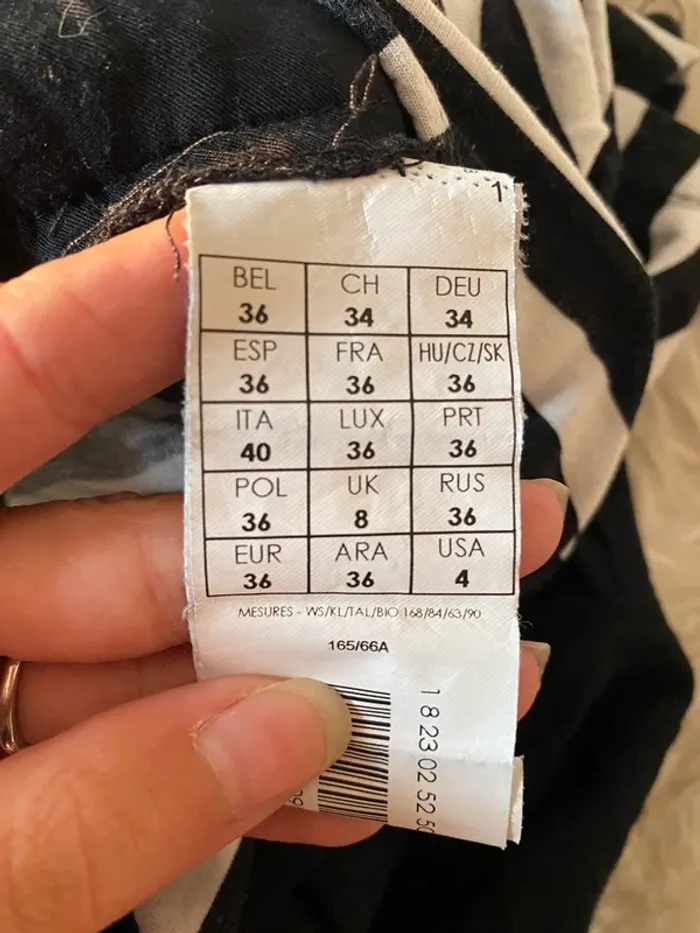 1
BEL CH DEU
36 34 34
ESP FRA HU/CZ/SK
36 36 36
ITA LUX PRT
40 36 36
POL UK RUS
36 8 36
EUR ARA USA
36 36 4
MESURES - WS/KL/TAL/BIO 168/84/63/90
165/66A
18 23 02 52 50